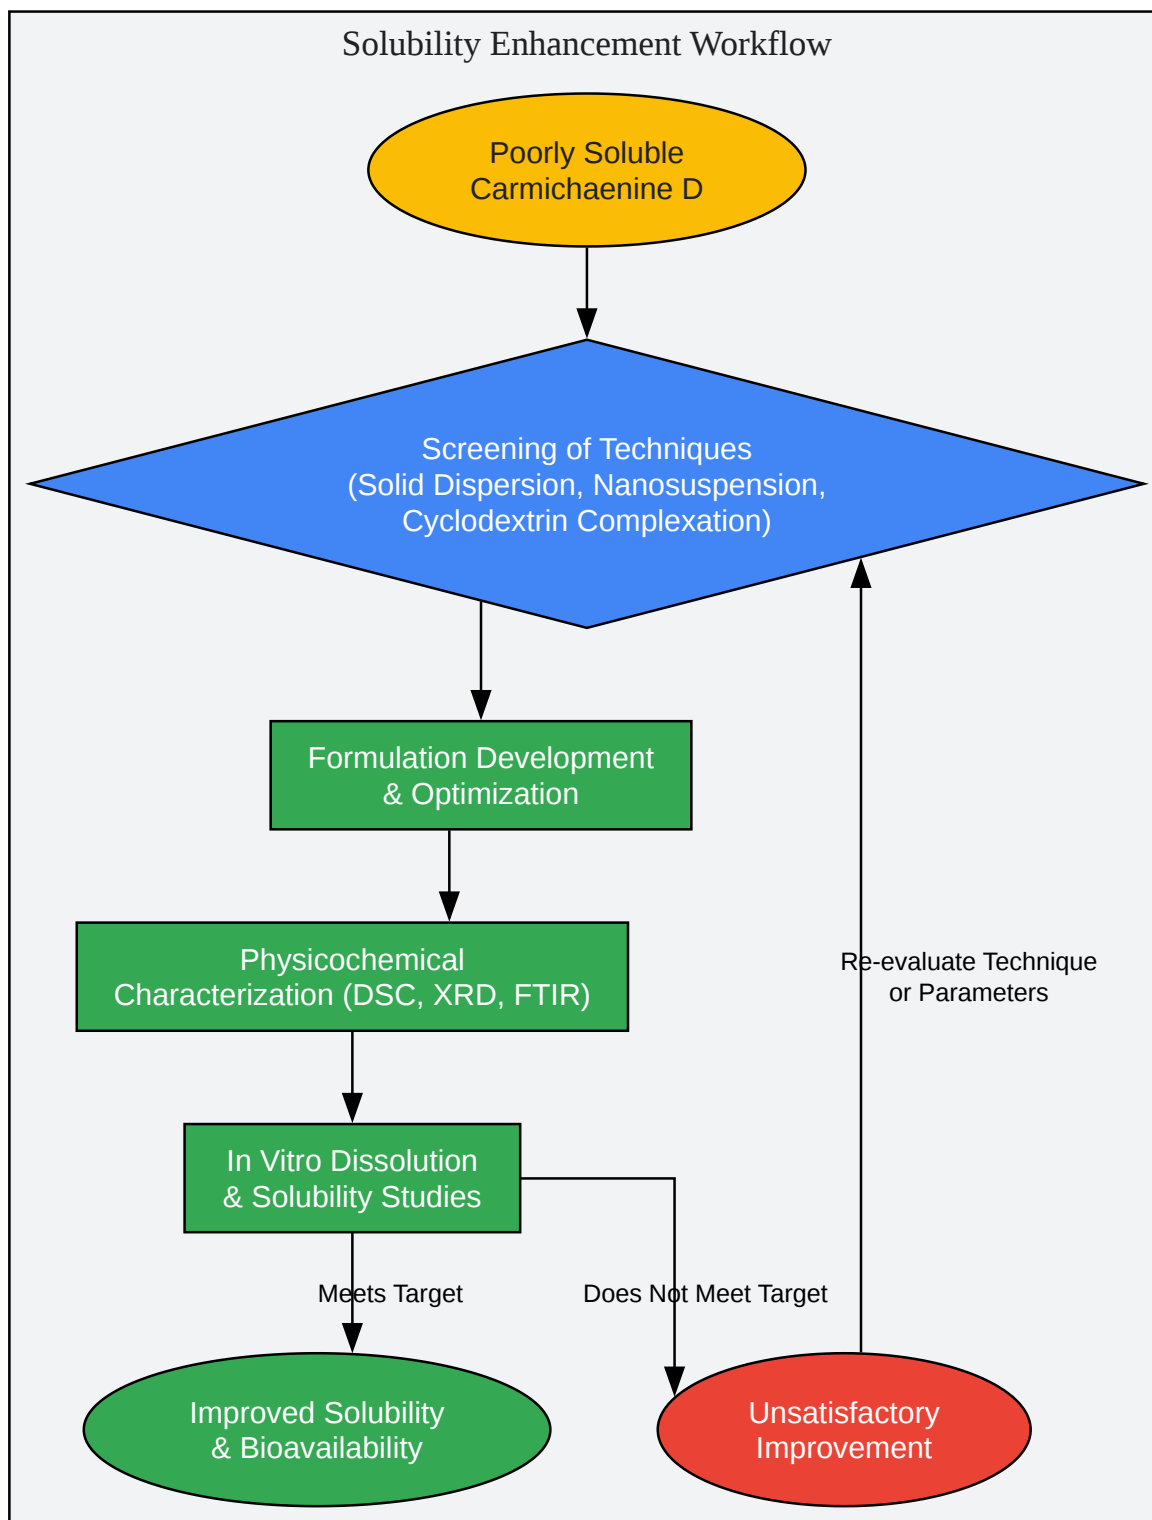 Solubility Enhancement Workflow
Poorly Soluble
Carmichaenine D
Screening of Techniques
(Solid Dispersion, Nanosuspension,
Cyclodextrin Complexation)
Formulation Development
& Optimization
Physicochemical
Characterization (DSC, XRD, FTIR)
Re-evaluate Technique
or Parameters
In Vitro Dissolution
& Solubility Studies
Meets Target
Does Not Meet Target
Improved Solubility
& Bioavailability
Unsatisfactory
Improvement